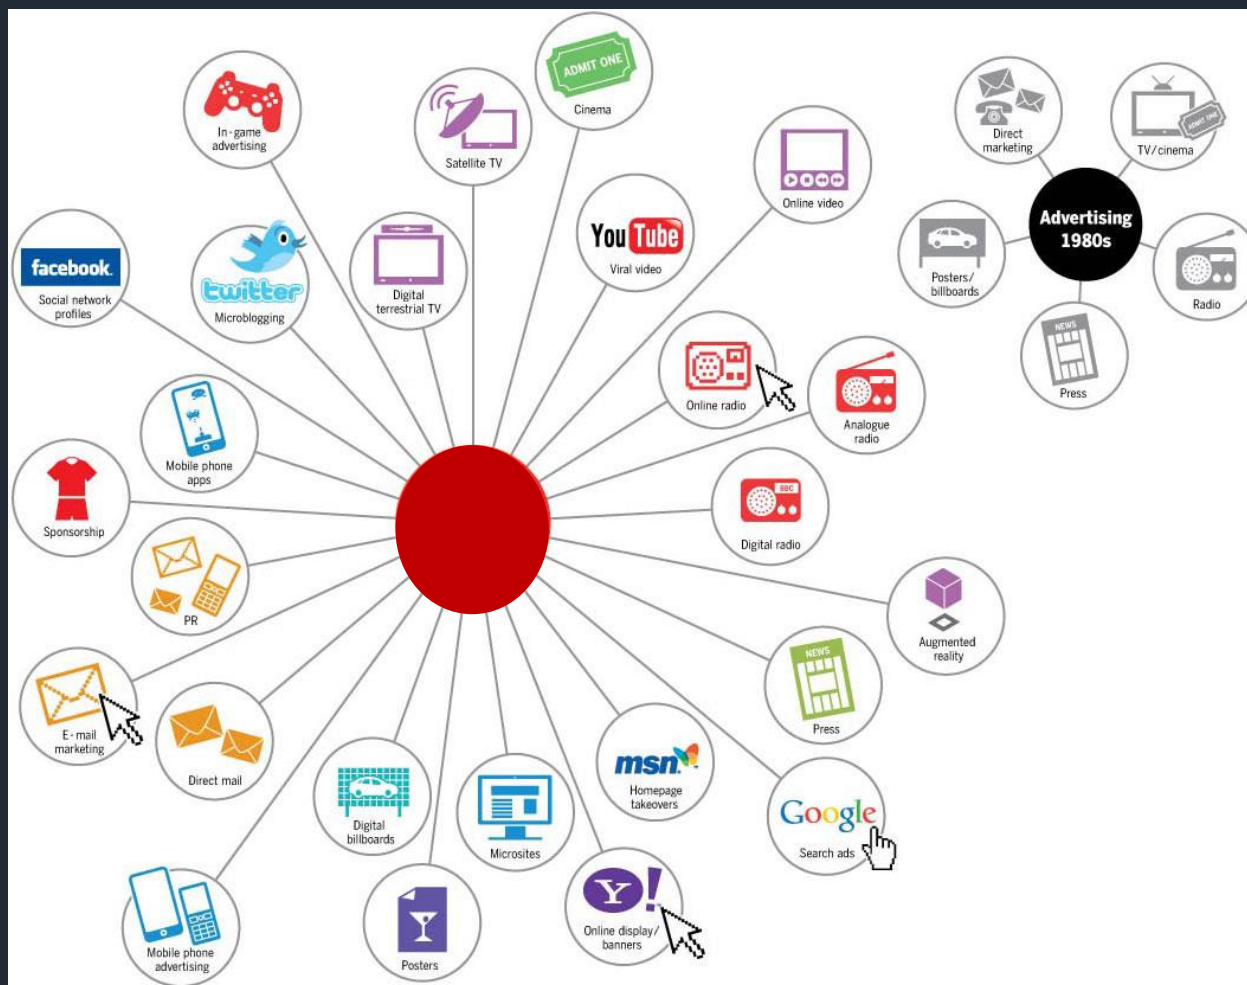 ADMIT ONE
Cinema
In-game
advertising
Satellite TV
Online video
Direct
marketing
ADMIT ONE
TV/cinema
Advertising
1980s
Posters/
billboards
Radio
NEWS
Press
facebook.
Social network
profiles
twitter
Microblogging
Digital
terrestrial TV
You Tube
Viral video
Online radio
Analogue
radio
Mobile phone
apps
Sponsorship
BBC
Digital radio
PR
Augmented
reality
E-mail
marketing
Direct mail
NEWS
Press
msn
Homepage
takeovers
Digital
billboards
Microsites
Google
Search ads
Mobile phone
advertising
Posters
Y!
Online display/
banners